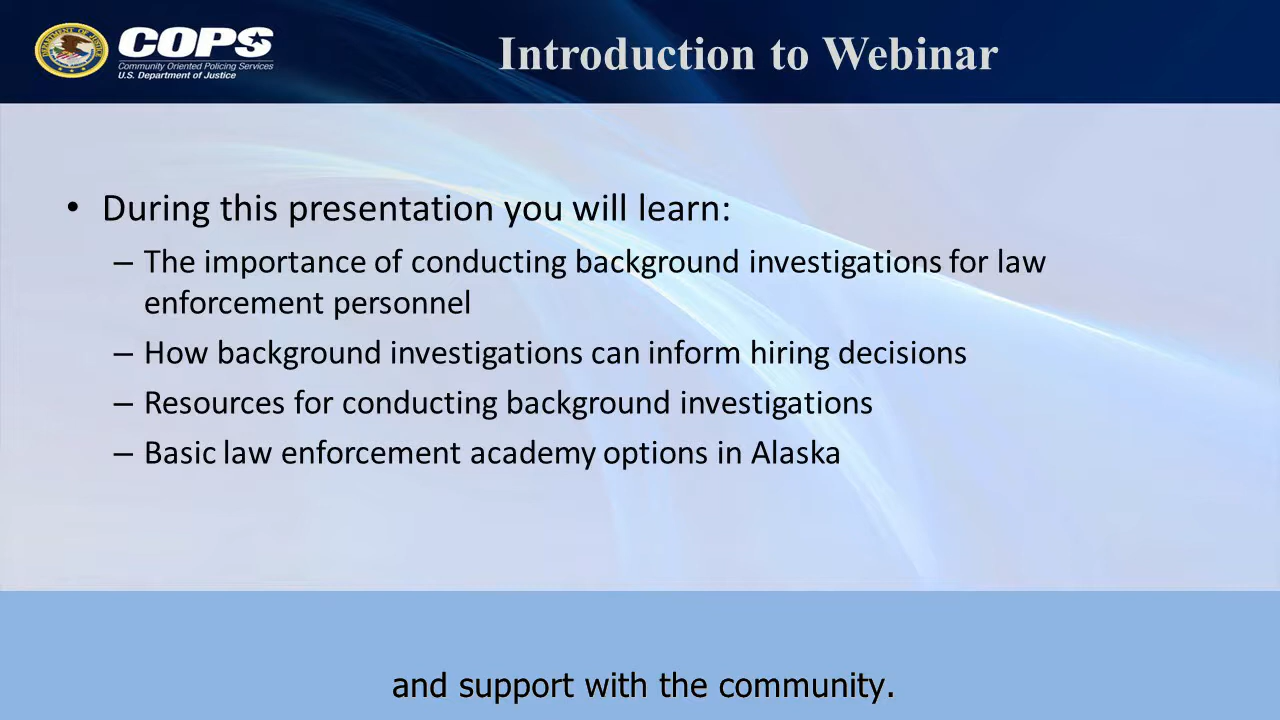 COPS
Community Oriented Policing Services
U.S. Department of Justice
Introduction to Webinar
• During this presentation you will learn:
– The importance of conducting background investigations for law
enforcement personnel
– How background investigations can inform hiring decisions
– Resources for conducting background investigations
– Basic law enforcement academy options in Alaska
and support with the community.